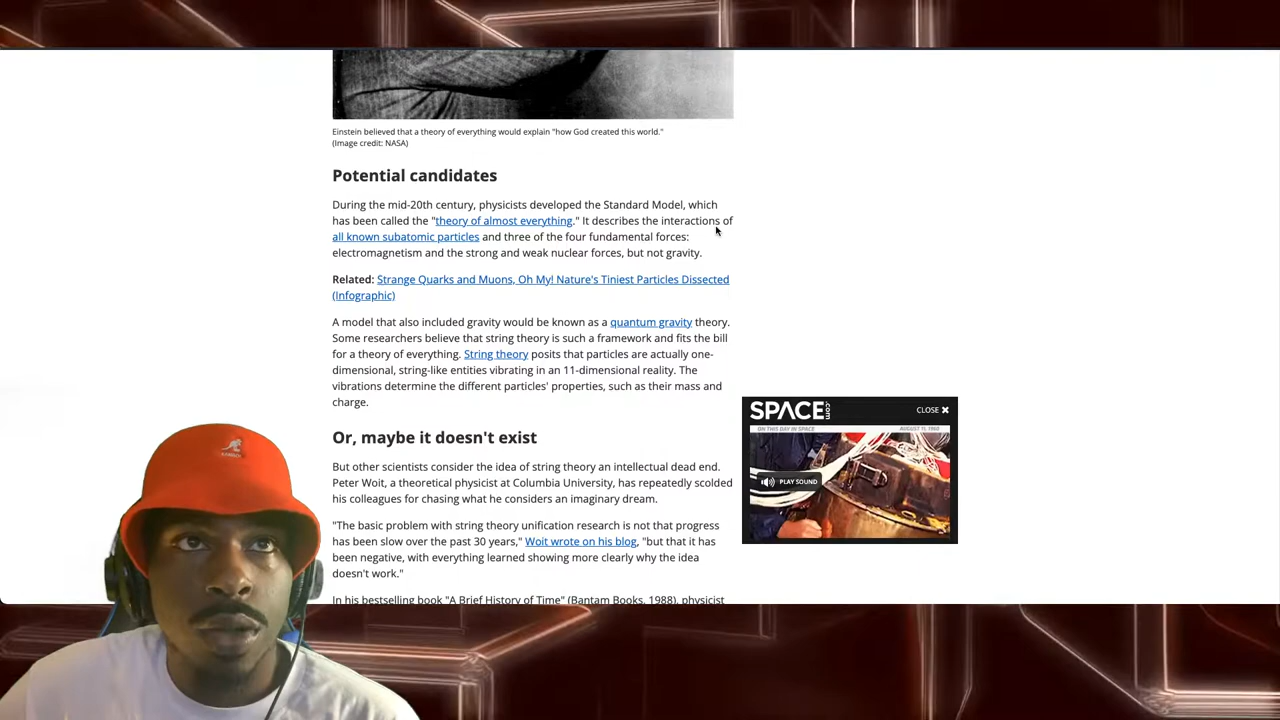 Einstein believed that a theory of everything would explain "how God created this world."
(Image credit: NASA)
Potential candidates
During the mid-20th century, physicists developed the Standard Model, which
has been called the "theory of almost everything." It describes the interactions of
all known subatomic particles and three of the four fundamental forces:
electromagnetism and the strong and weak nuclear forces, but not gravity.
Related: Strange Quarks and Muons, Oh My! Nature's Tiniest Particles Dissected
(Infographic)
A model that also included gravity would be known as a quantum gravity theory.
Some researchers believe that string theory is such a framework and fits the bill
for a theory of everything. String theory posits that particles are actually one-
dimensional, string-like entities vibrating in an 11-dimensional reality. The
vibrations determine the different particles' properties, such as their mass and
charge.
SPACE.com
CLOSE ✖
ON THIS DAY IN SPACE
AUGUST 11, 1960
PLAY SOUND
Or, maybe it doesn't exist
But other scientists consider the idea of string theory an intellectual dead end.
Peter Woit, a theoretical physicist at Columbia University, has repeatedly scolded
his colleagues for chasing what he considers an imaginary dream.
"The basic problem with string theory unification research is not that progress
has been slow over the past 30 years," Woit wrote on his blog, "but that it has
been negative, with everything learned showing more clearly why the idea
doesn't work."
In his bestselling book "A Brief History of Time" (Bantam Books, 1988), physicist